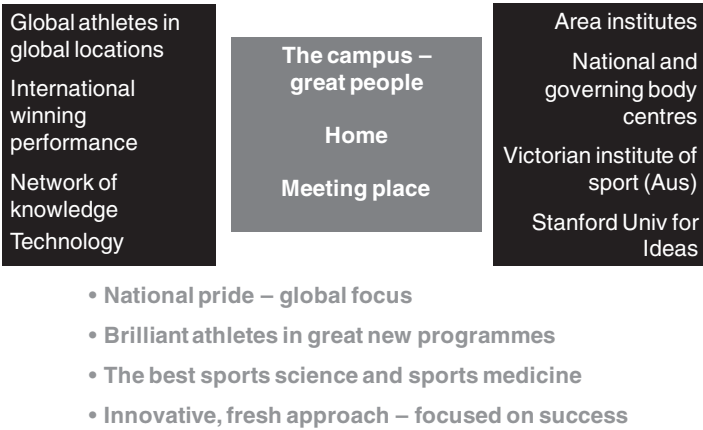 Global athletes in
global locations
International
winning
performance
Network of
knowledge
Technology
The campus –
great people
Home
Meeting place
Area institutes
National and
governing body
centres
Victorian institute of
sport (Aus)
Stanford Univ for
Ideas
• National pride – global focus
• Brilliant athletes in great new programmes
• The best sports science and sports medicine
• Innovative, fresh approach – focused on success